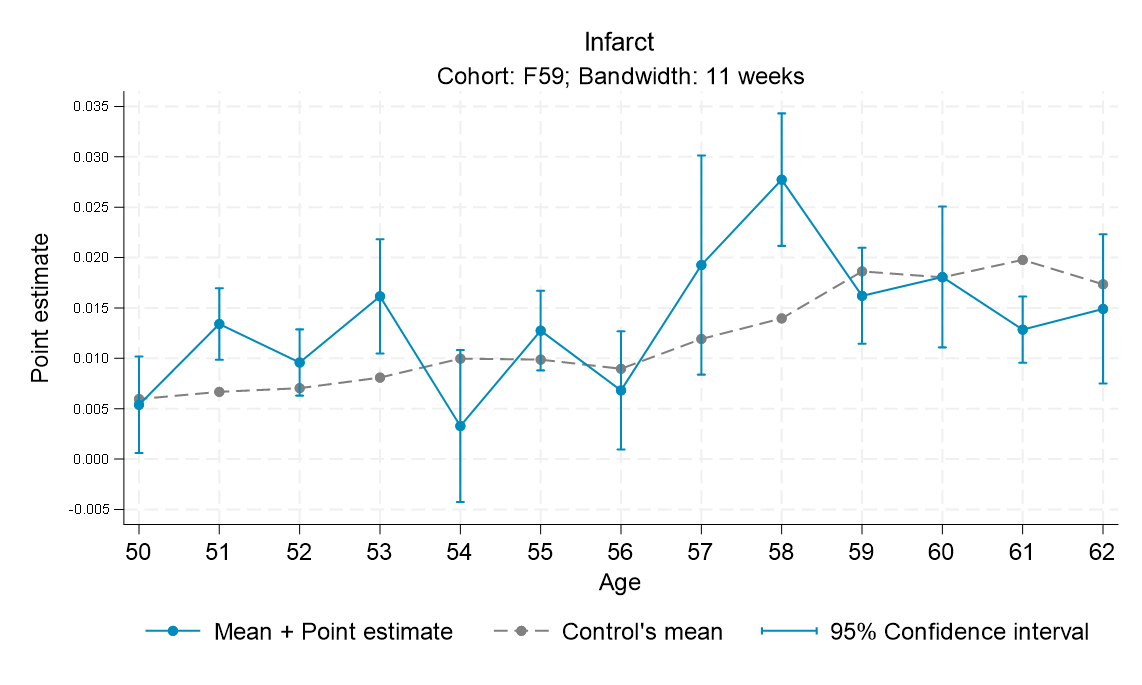 Infarct
Cohort: F59; Bandwidth: 11 weeks
Point estimate
0.035
0.030
0.025
0.020
0.015
0.010
0.005
0.000
-0.005
50 51 52 53 54 55 56 57 58 59 60 61 62
Age
Mean + Point estimate Control's mean 95% Confidence interval